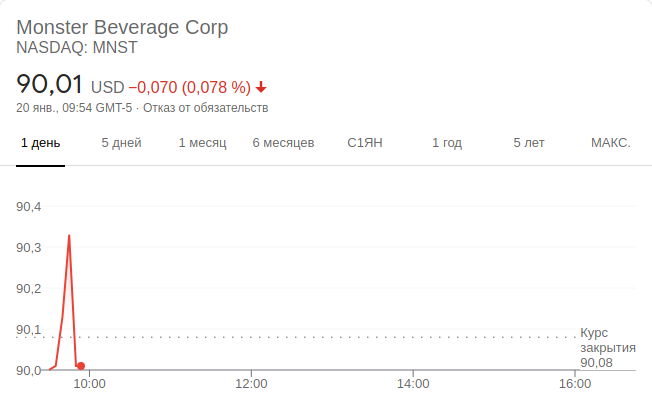 Monster Beverage Corp
NASDAQ: MNST
90,01 USD −0,070 (0,078 %)
20 янв., 09:54 GMT-5 · Отказ от обязательств
1 день 5 дней 1 месяц 6 месяцев С1ЯН 1 год 5 лет МАКС.
90,4
90,3
90,2
90,1
90,0
Курс
закрытия
90,08
10:00 12:00 14:00 16:00